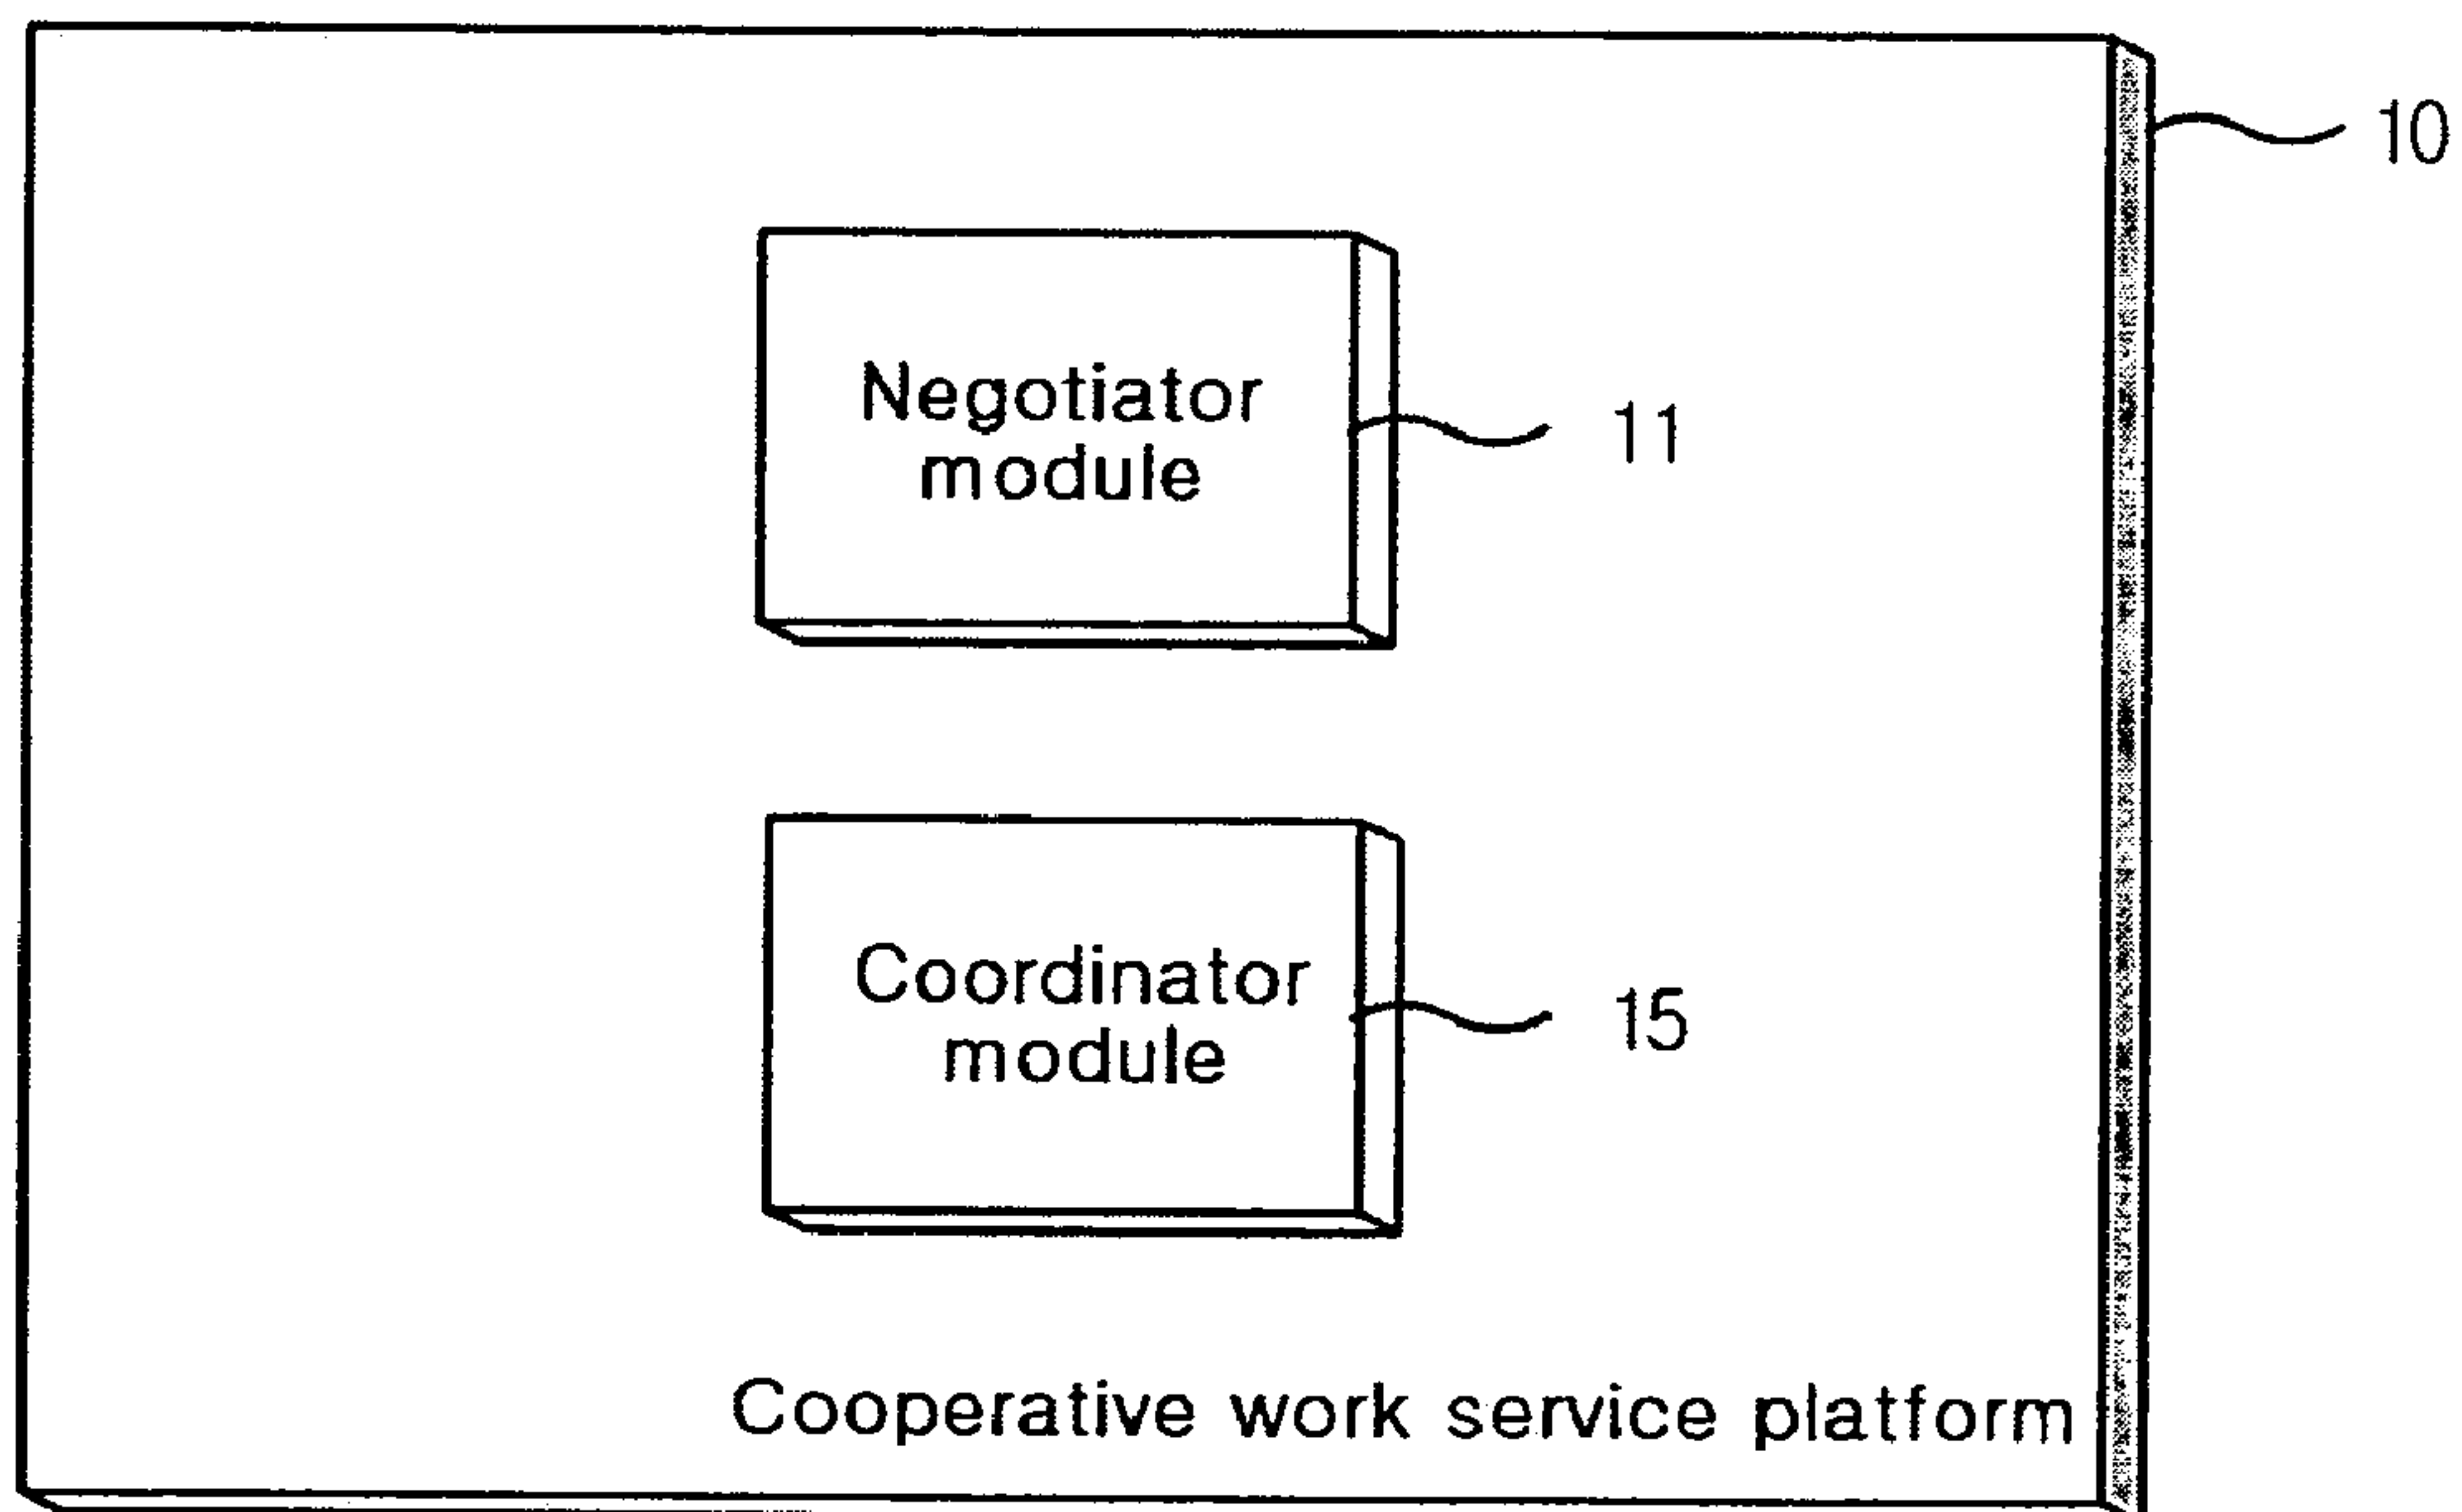 10
Negotiator
module
11
Coordinator
module
15
Cooperative work service platform